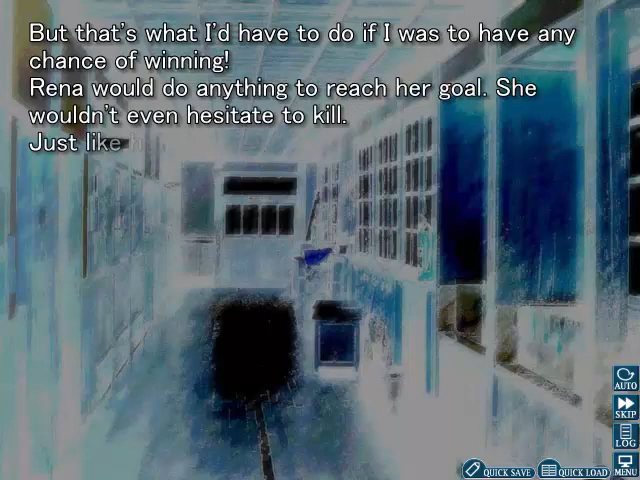 But that's what I'd have to do if I was to have any
chance of winning!
Rena would do anything to reach her goal. She
wouldn't even hesitate to kill.
Just like h
AUTO
SKIP
LOG
MENU
QUICK SAVE
QUICK LOAD